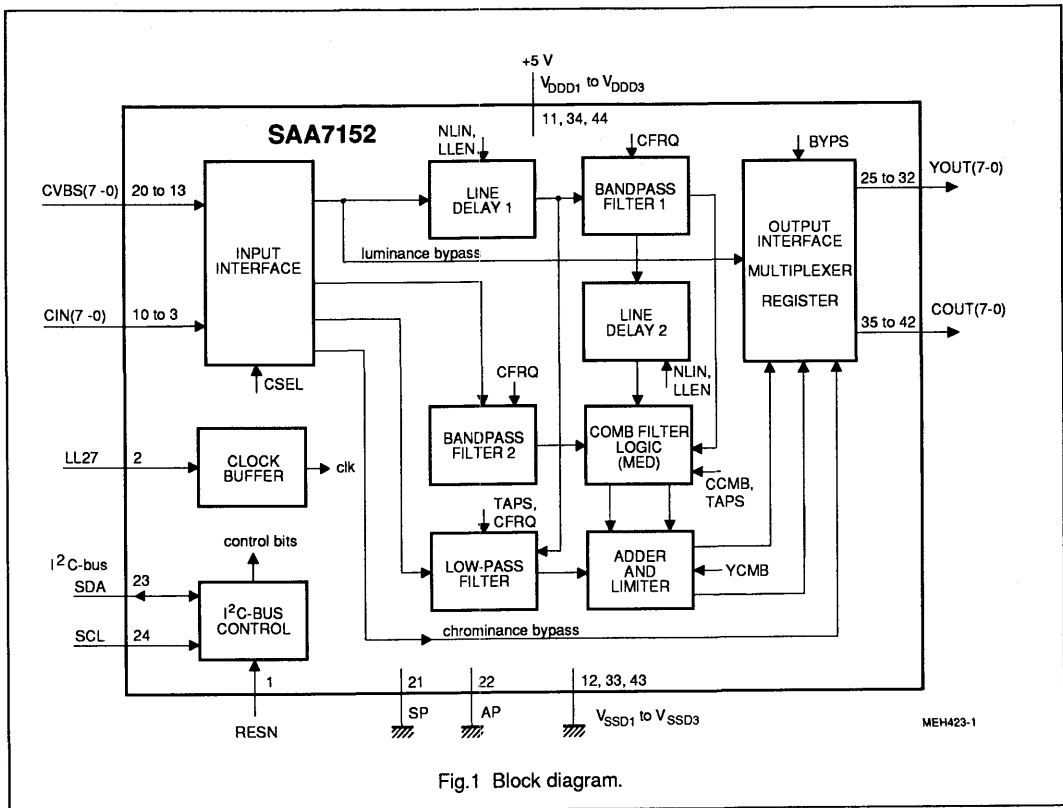 +5 V
V_DDD1 to V_DDD3
11, 34, 44
SAA7152
NLIN,
LLEN
CFRQ
BYPS
CVBS(7 -0)
20 to 13
INPUT
INTERFACE
LINE
DELAY 1
BANDPASS
FILTER 1
OUTPUT
INTERFACE
MULTIPLEXER
REGISTER
25 to 32
YOUT(7-0)
luminance bypass
CIN(7 -0)
10 to 3
LINE
DELAY 2
35 to 42
COUT(7-0)
CSEL
CFRQ
NLIN,
LLEN
LL27
2
CLOCK
BUFFER
clk
BANDPASS
FILTER 2
COMB FILTER
LOGIC
(MED)
CCMB,
TAPS
TAPS,
CFRQ
control bits
LOW-PASS
FILTER
ADDER
AND
LIMITER
YCMB
I²C-bus
SDA
23
I²C-BUS
CONTROL
SCL
24
chrominance bypass
1
RESN
21
SP
22
AP
12, 33, 43
V_SSD1 to V_SSD3
MEH423-1
Fig.1 Block diagram.